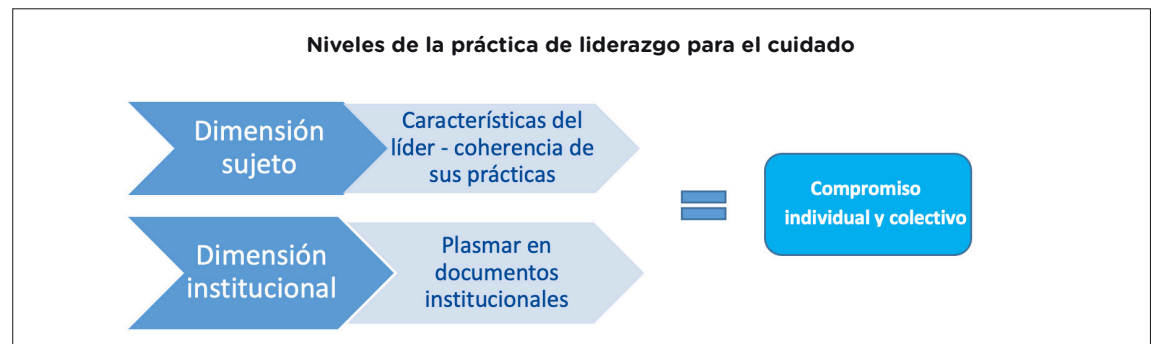 Niveles de la práctica de liderazgo para el cuidado
Dimensión
sujeto
Características del
líder - coherencia de
sus prácticas
Dimensión
institucional
Plasmar en
documentos
institucionales
Compromiso
individual y colectivo